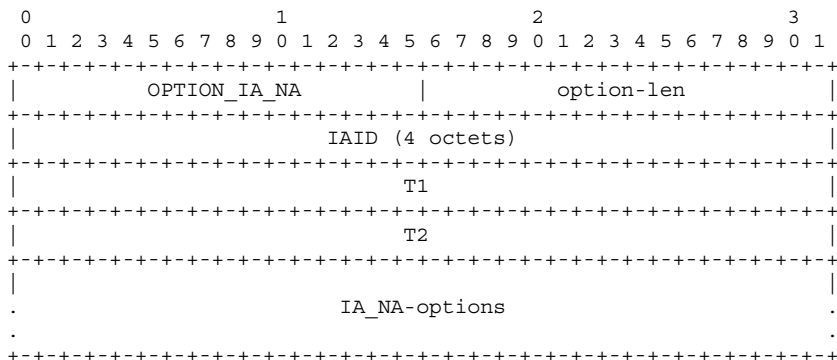 0                   1                   2                   3
 0 1 2 3 4 5 6 7 8 9 0 1 2 3 4 5 6 7 8 9 0 1 2 3 4 5 6 7 8 9 0 1
+-+-+-+-+-+-+-+-+-+-+-+-+-+-+-+-+-+-+-+-+-+-+-+-+-+-+-+-+-+-+-+-+
|          OPTION_IA_NA         |          option-len           |
+-+-+-+-+-+-+-+-+-+-+-+-+-+-+-+-+-+-+-+-+-+-+-+-+-+-+-+-+-+-+-+-+
|                        IAID (4 octets)                        |
+-+-+-+-+-+-+-+-+-+-+-+-+-+-+-+-+-+-+-+-+-+-+-+-+-+-+-+-+-+-+-+-+
|                              T1                               |
+-+-+-+-+-+-+-+-+-+-+-+-+-+-+-+-+-+-+-+-+-+-+-+-+-+-+-+-+-+-+-+-+
|                              T2                               |
+-+-+-+-+-+-+-+-+-+-+-+-+-+-+-+-+-+-+-+-+-+-+-+-+-+-+-+-+-+-+-+-+
|                                                               |
.                         IA_NA-options                         .
.                                                               .
+-+-+-+-+-+-+-+-+-+-+-+-+-+-+-+-+-+-+-+-+-+-+-+-+-+-+-+-+-+-+-+-+